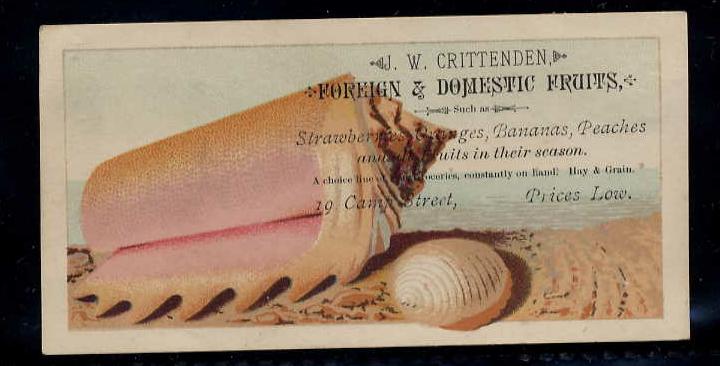 J. W. CRITTENDEN,
FOREIGN & DOMESTIC FRUITS,
Such as
Strawberries, Oranges, Bananas, Peaches
and all Fruits in their season.
A choice line of Groceries, constantly on Hand! Hay & Grain.
19 Camp Street, Prices Low.